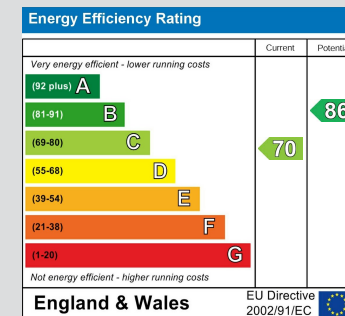 Energy Efficiency Rating
Current
Very energy efficient - lower running costs
(92 plus) A
(81-91) B
86
(69-80) C
70
(55-68) D
(39-54) E
(21-38) F
(1-20) G
Not energy efficient - higher running costs
England & Wales
EU Directive
2002/91/EC